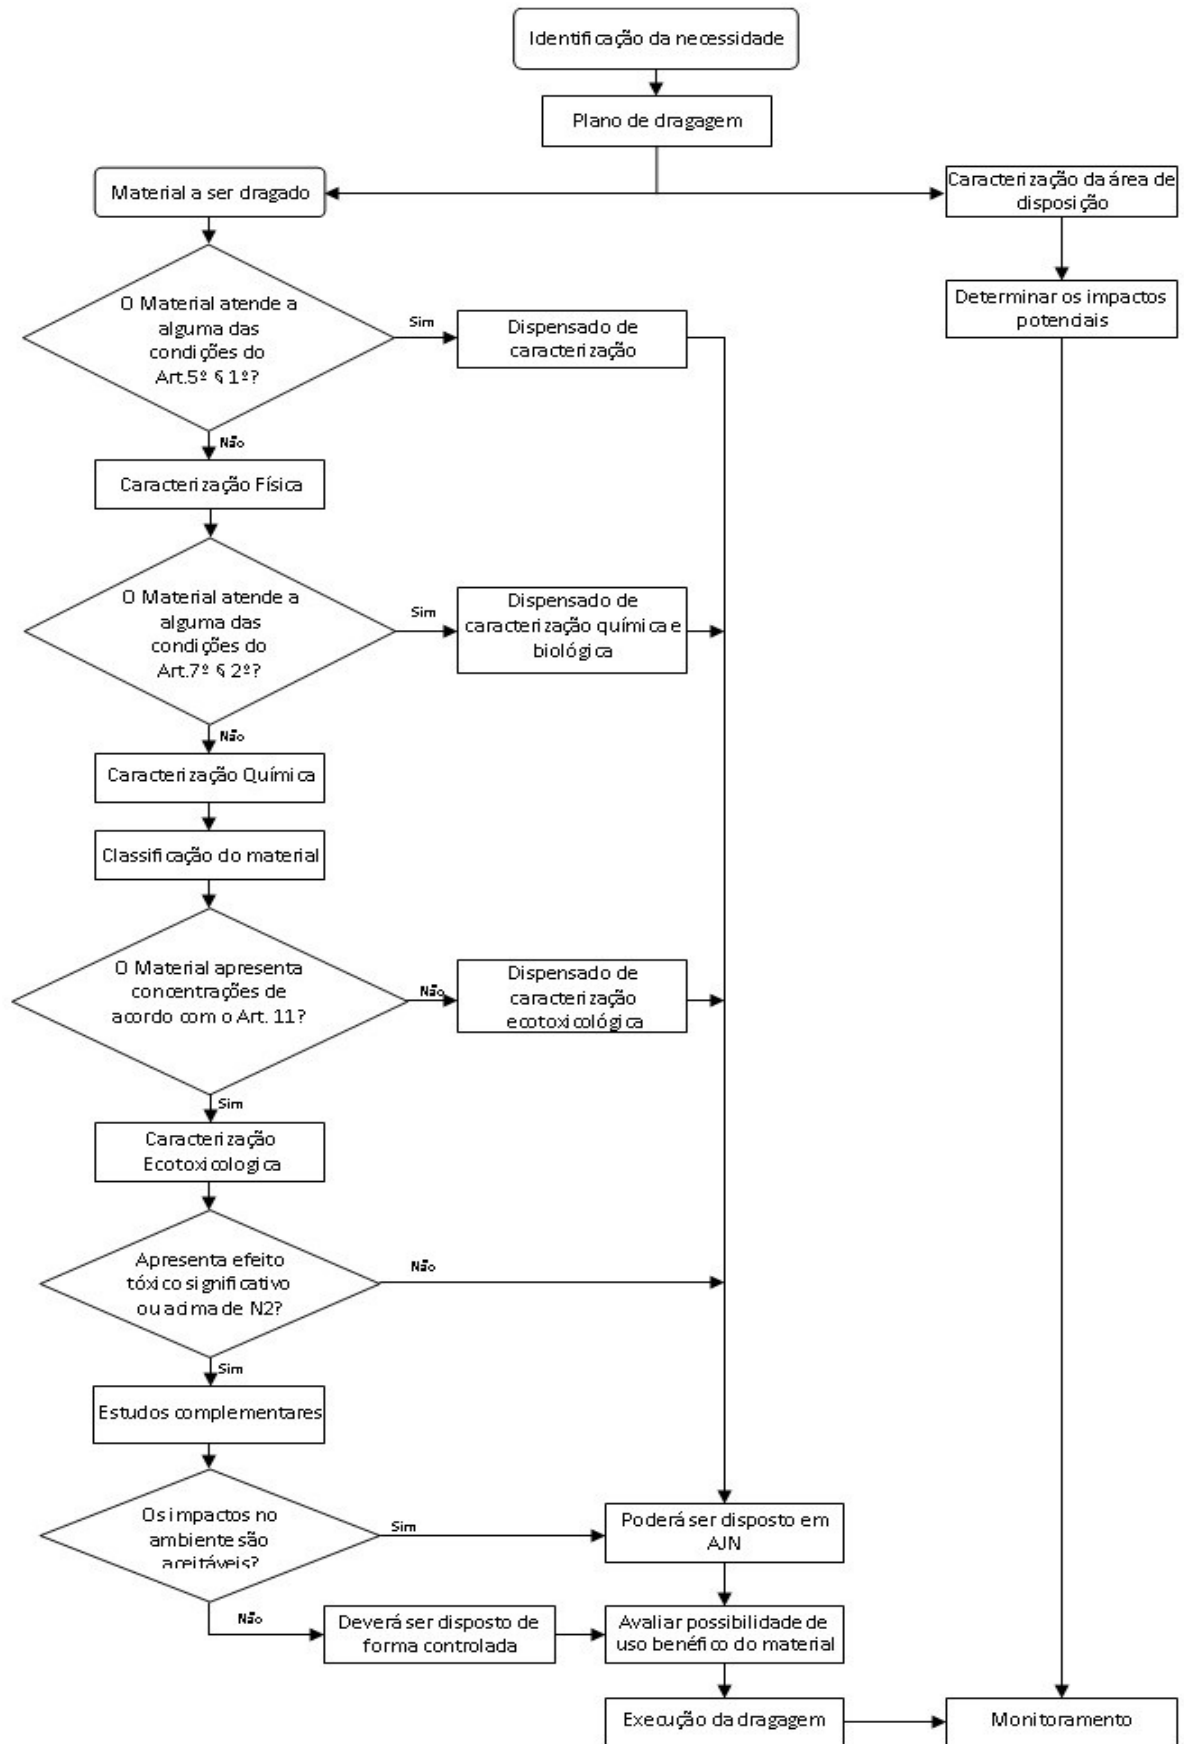 Identificação da necessidade
Plano de dragagem
Material a ser dragado
Caracterização da área de
disposição
Determinar os impactos
potenciais
O Material atende a
alguma das
condições do
Art.5º § 1º?
Sim
Dispensado de
caracterização
Não
Caracterização Física
O Material atende a
alguma das
condições do
Art.7º § 2º?
Sim
Dispensado de
caracterização química e
biológica
Não
Caracterização Química
Classificação do material
O Material apresenta
concentrações de
acordo com o Art. 11?
Não
Dispensado de
caracterização
ecotoxicológica
Sim
Caracterização
Ecotoxicologica
Apresenta efeito
tóxico significativo
ou acima de N2?
Não
Sim
Estudos complementares
Os impactos no
ambiente são
aceitáveis?
Sim
Poderá ser disposto em
AJN
Não
Deverá ser disposto de
forma controlada
Avaliar possibilidade de
uso benéfico do material
Execução da dragagem
Monitoramento